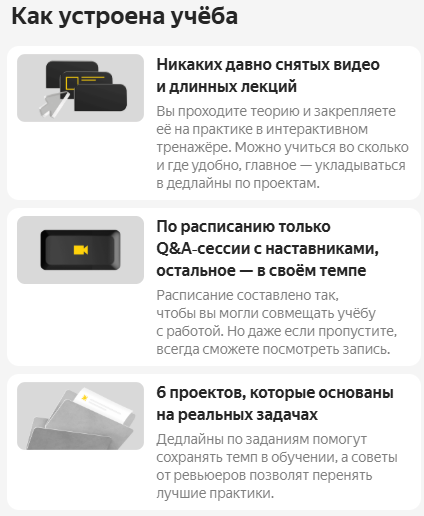 Как устроена учёба
Никаких давно снятых видео
и длинных лекций
Вы проходите теорию и закрепляете
её на практике в интерактивном
тренажёре. Можно учиться во сколько
и где удобно, главное — укладываться
в дедлайны по проектам.
По расписанию только
Q&A-сессии с наставниками,
остальное — в своём темпе
Расписание составлено так,
чтобы вы могли совмещать учёбу
с работой. Но даже если пропустите,
всегда сможете посмотреть запись.
6 проектов, которые основаны
на реальных задачах
Дедлайны по заданиям помогут
сохранять темп в обучении, а советы
от ревьюеров позволят перенять
лучшие практики.